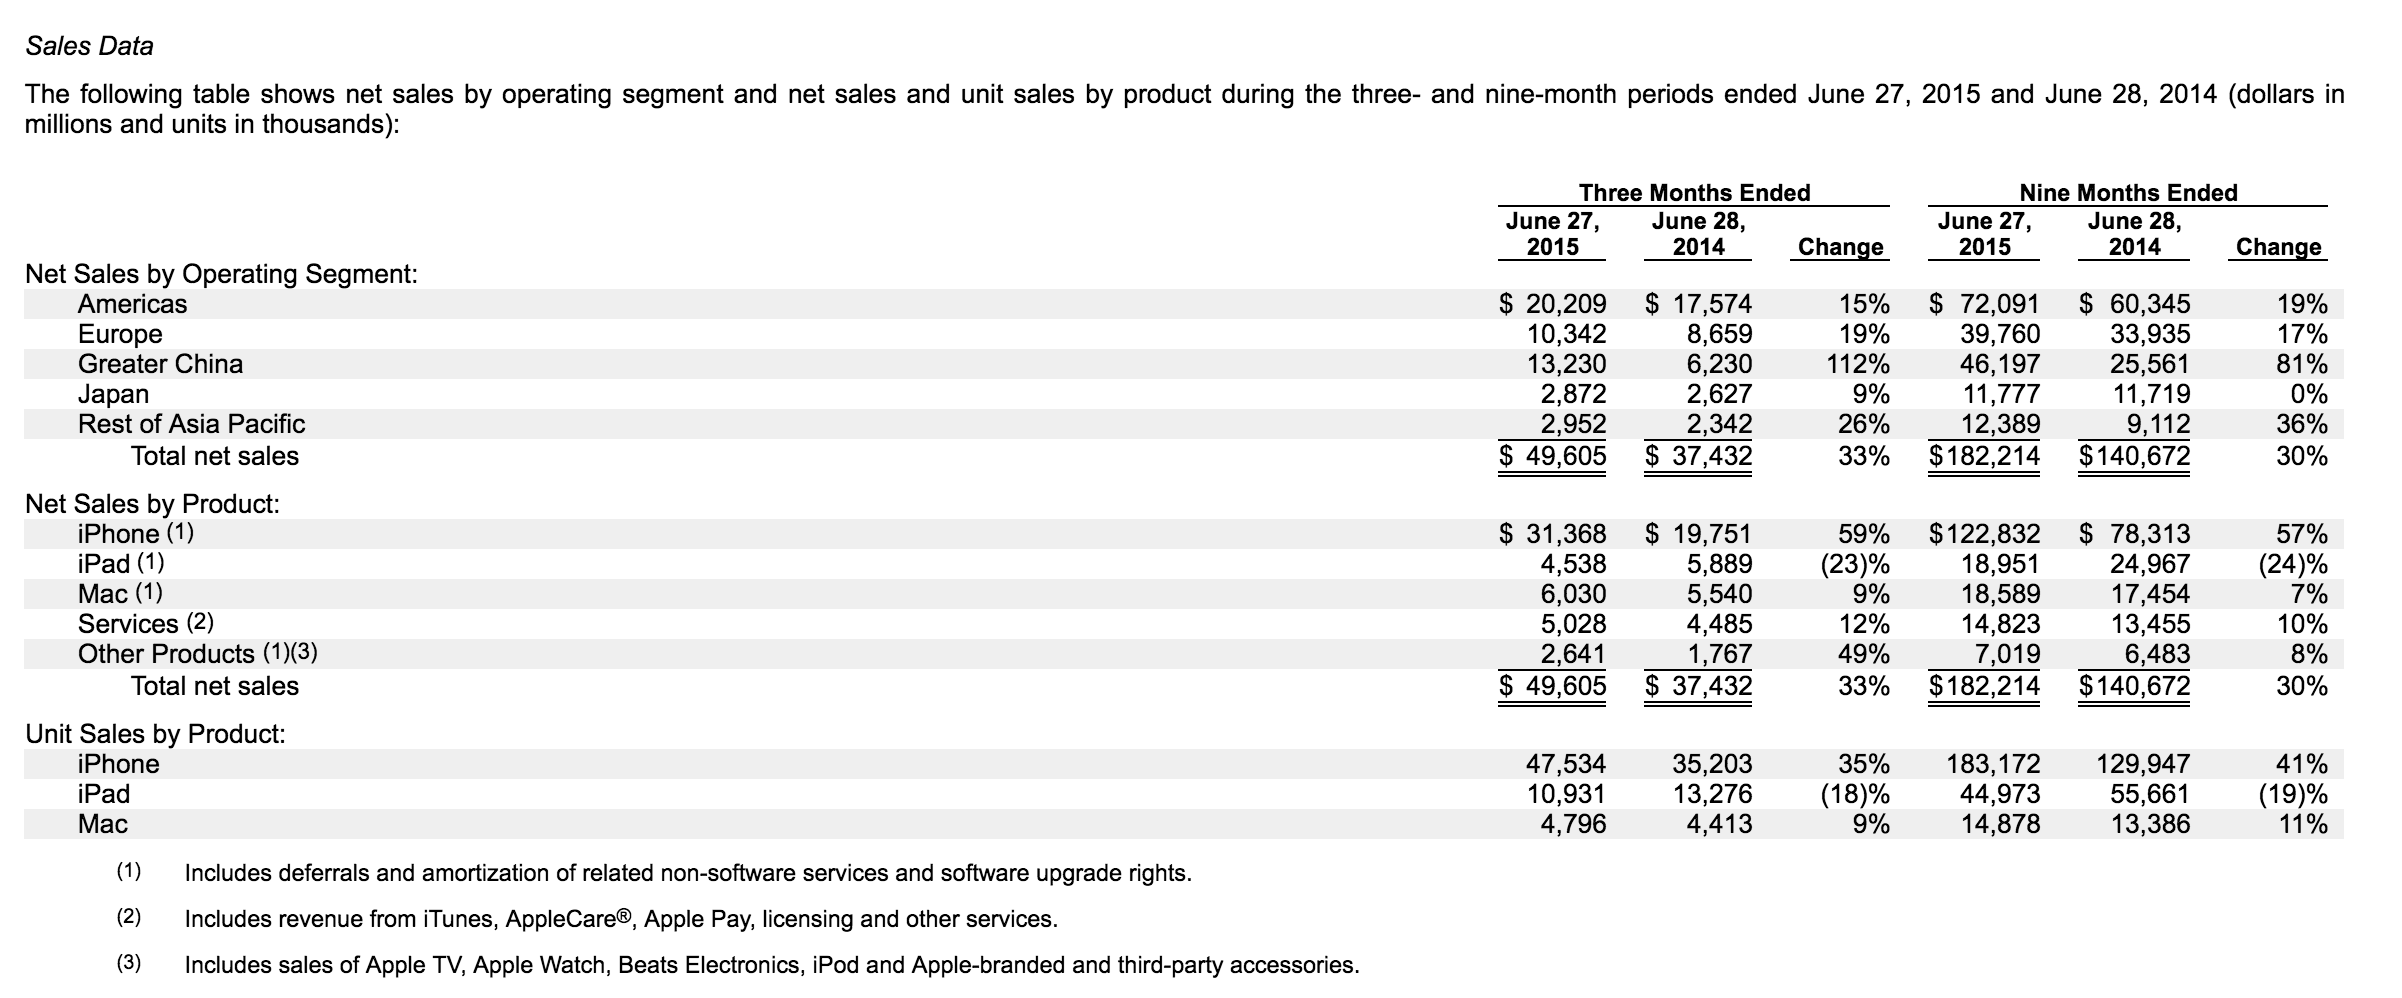 Sales Data
The following table shows net sales by operating segment and net sales and unit sales by product during the three- and nine-month periods ended June 27, 2015 and June 28, 2014 (dollars in
millions and units in thousands):
Three Months Ended Nine Months Ended
June 27, June 28, June 27, June 28,
2015 2014 Change 2015 2014 Change
Net Sales by Operating Segment:
Americas $ 20,209 $ 17,574 15% $ 72,091 $ 60,345 19%
Europe 10,342 8,659 19% 39,760 33,935 17%
Greater China 13,230 6,230 112% 46,197 25,561 81%
Japan 2,872 2,627 9% 11,777 11,719 0%
Rest of Asia Pacific 2,952 2,342 26% 12,389 9,112 36%
Total net sales $ 49,605 $ 37,432 33% $182,214 $140,672 30%
Net Sales by Product:
iPhone (1) $ 31,368 $ 19,751 59% $122,832 $ 78,313 57%
iPad (1) 4,538 5,889 (23)% 18,951 24,967 (24)%
Mac (1) 6,030 5,540 9% 18,589 17,454 7%
Services (2) 5,028 4,485 12% 14,823 13,455 10%
Other Products (1)(3) 2,641 1,767 49% 7,019 6,483 8%
Total net sales $ 49,605 $ 37,432 33% $182,214 $140,672 30%
Unit Sales by Product:
iPhone 47,534 35,203 35% 183,172 129,947 41%
iPad 10,931 13,276 (18)% 44,973 55,661 (19)%
Mac 4,796 4,413 9% 14,878 13,386 11%
(1) Includes deferrals and amortization of related non-software services and software upgrade rights.
(2) Includes revenue from iTunes, AppleCare®, Apple Pay, licensing and other services.
(3) Includes sales of Apple TV, Apple Watch, Beats Electronics, iPod and Apple-branded and third-party accessories.